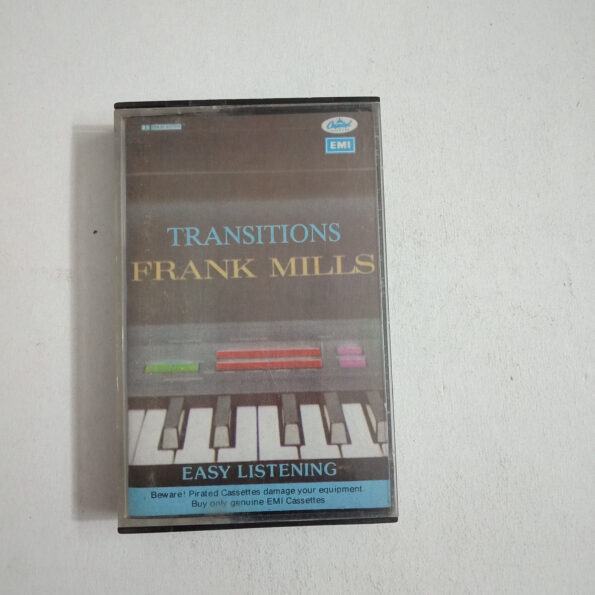 Capitol
EMI
TRANSITIONS
FRANK MILLS
EASY LISTENING
Beware! Pirated Cassettes damage your equipment
Buy only genuine EMI Cassettes